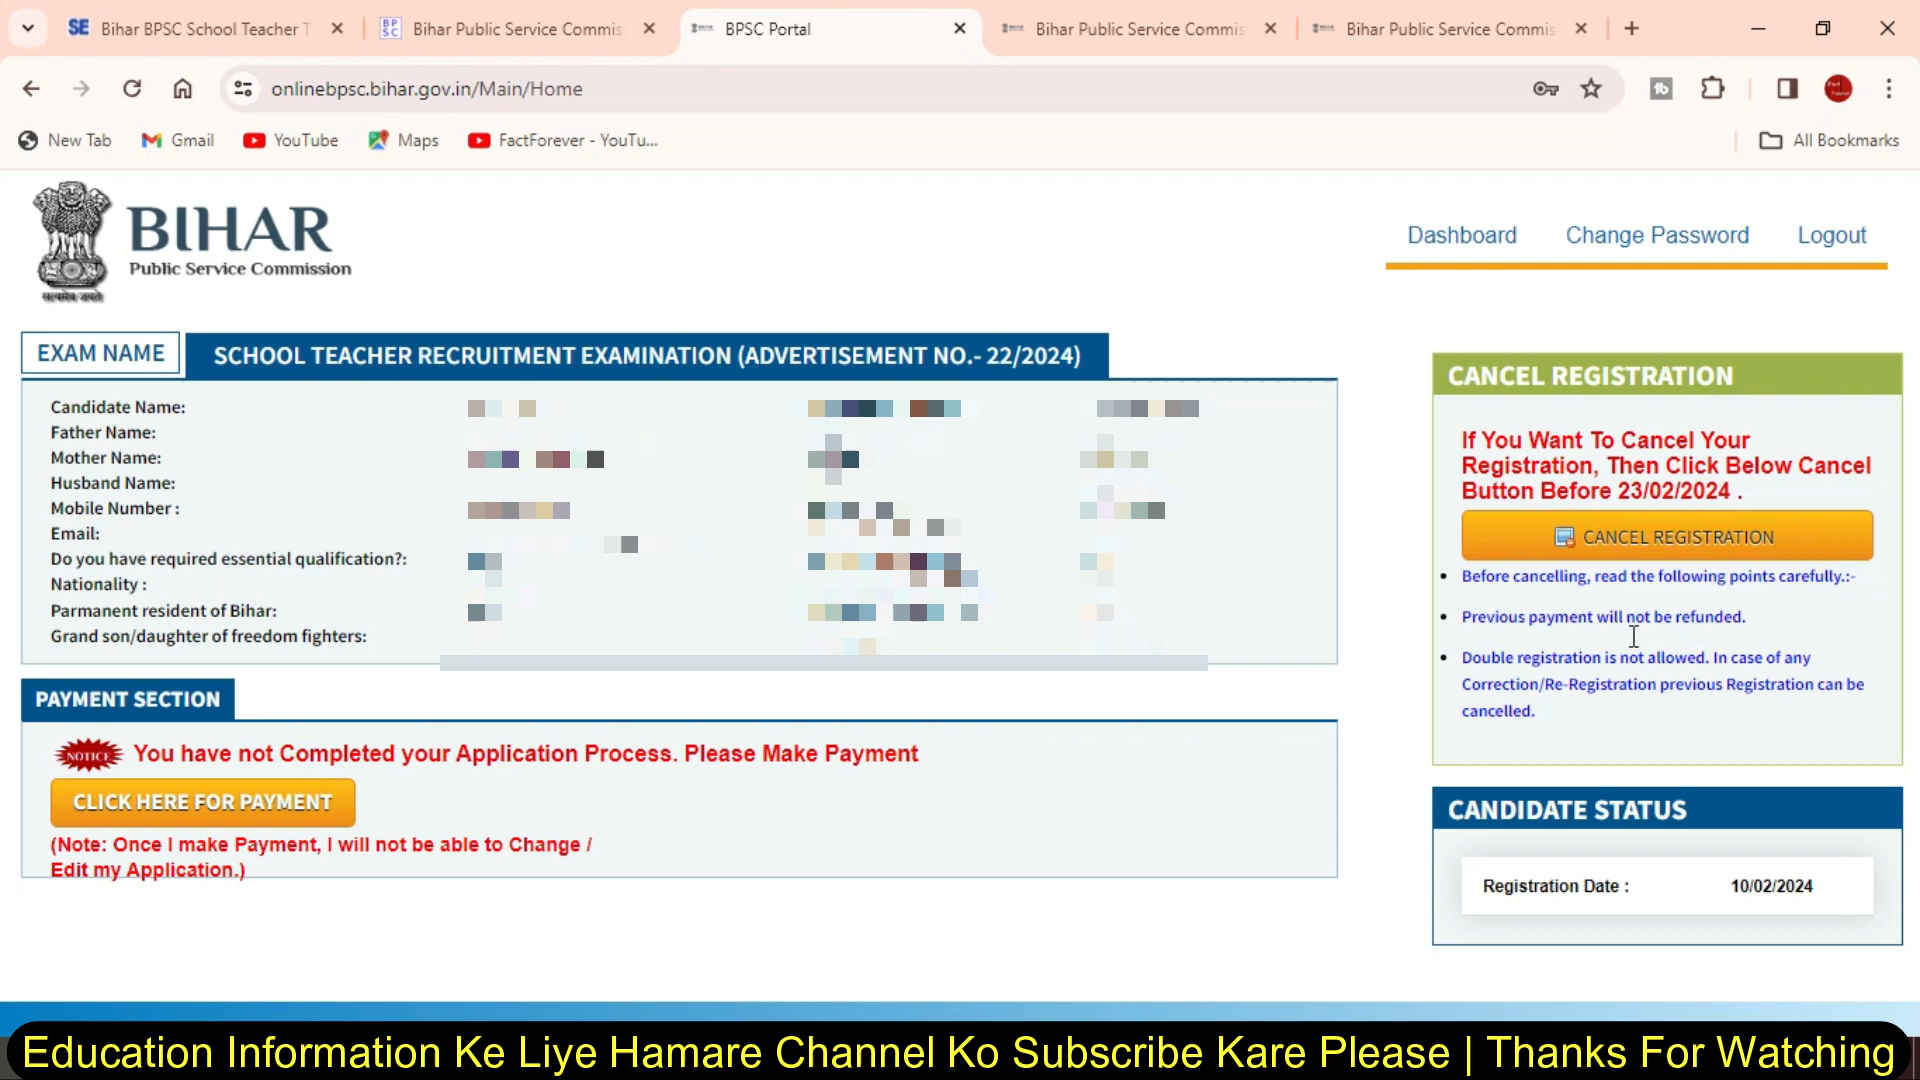 Bihar BPSC School Teacher T
Bihar Public Service Commis
BPSC Portal
Bihar Public Service Commis
Bihar Public Service Commis
onlinebpsc.bihar.gov.in/Main/Home
New Tab
Gmail
YouTube
Maps
FactForever - YouTu...
All Bookmarks
BIHAR
Public Service Commission
सत्यमेव जयते
Dashboard
Change Password
Logout
EXAM NAME
SCHOOL TEACHER RECRUITMENT EXAMINATION (ADVERTISEMENT NO.- 22/2024)
Candidate Name:
Father Name:
Mother Name:
Husband Name:
Mobile Number :
Email:
Do you have required essential qualification?:
Nationality :
Parmanent resident of Bihar:
Grand son/daughter of freedom fighters:
PAYMENT SECTION
NOTICE You have not Completed your Application Process. Please Make Payment
CLICK HERE FOR PAYMENT
(Note: Once I make Payment, I will not be able to Change /
Edit my Application.)
CANCEL REGISTRATION
If You Want To Cancel Your
Registration, Then Click Below Cancel
Button Before 23/02/2024 .
CANCEL REGISTRATION
Before cancelling, read the following points carefully.:-
Previous payment will not be refunded.
Double registration is not allowed. In case of any
Correction/Re-Registration previous Registration can be
cancelled.
CANDIDATE STATUS
Registration Date : 10/02/2024
Education Information Ke Liye Hamare Channel Ko Subscribe Kare Please | Thanks For Watching